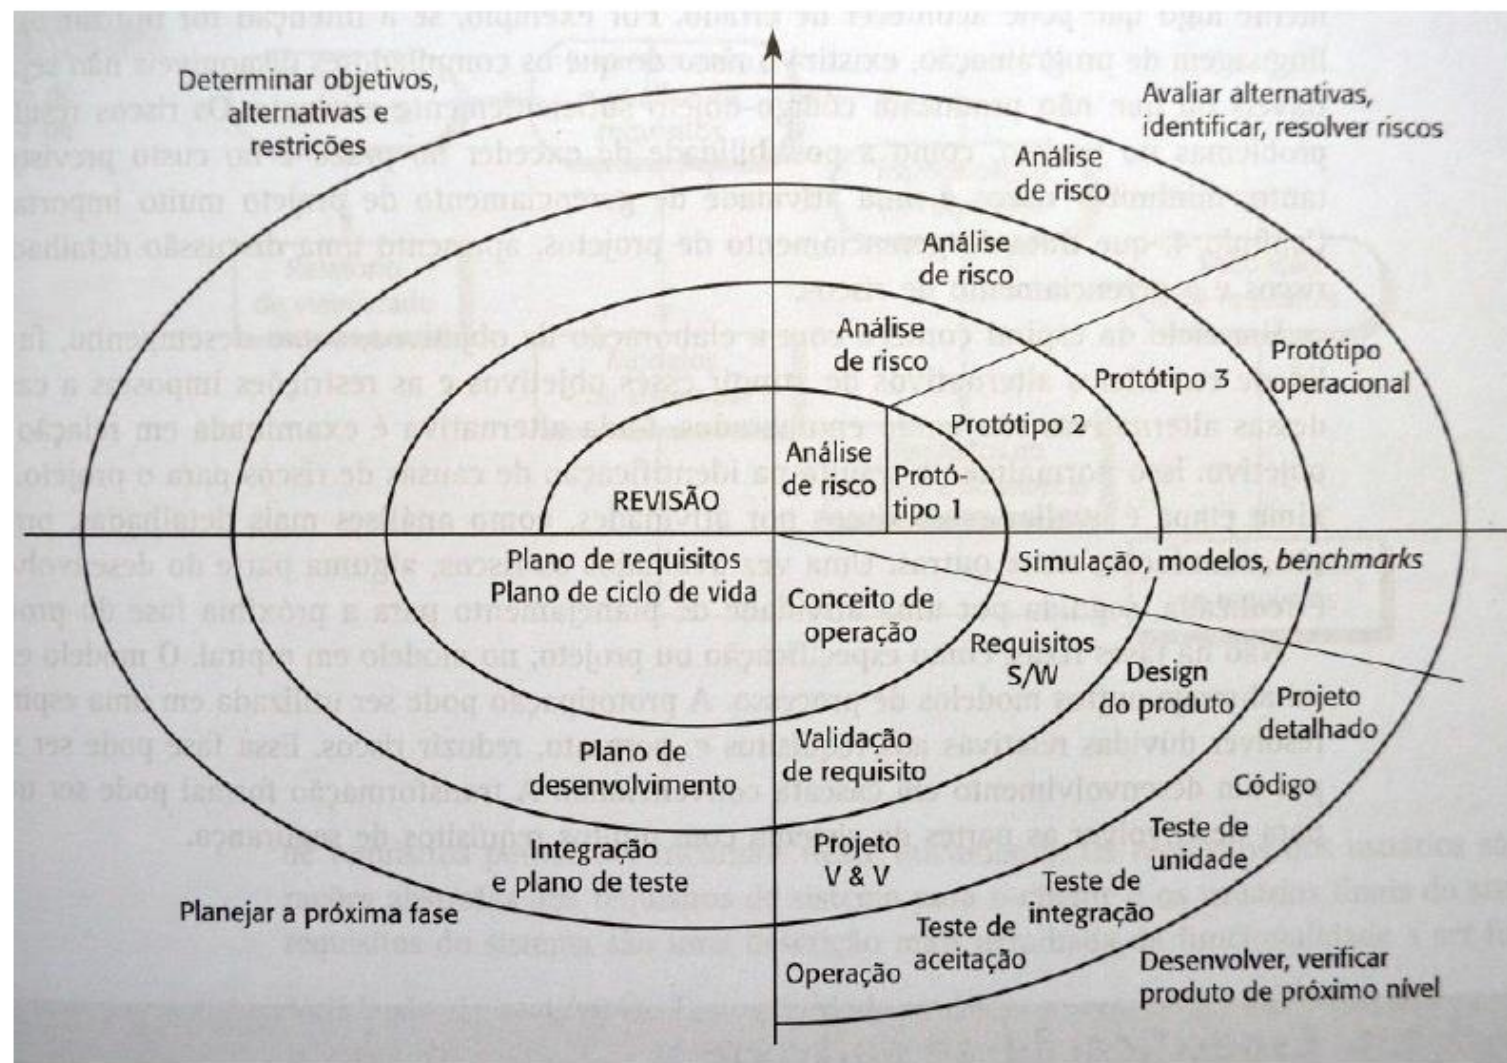 Determinar objetivos,
alternativas e
restrições
Avaliar alternativas,
identificar, resolver riscos
Análise
de risco
Análise
de risco
Análise
de risco
Protótipo
operacional
Protótipo 3
Protótipo 2
Análise
de risco
Protó-
tipo 1
REVISÃO
Plano de requisitos
Plano de ciclo de vida
Simulação, modelos, benchmarks
Conceito de
operação
Requisitos
S/W
Design
do produto
Projeto
detalhado
Plano de
desenvolvimento
Validação
de requisito
Código
Integração
e plano de teste
Projeto
V & V
Teste de
unidade
Teste de
integração
Planejar a próxima fase
Teste de
aceitação
Operação
Desenvolver, verificar
produto de próximo nível